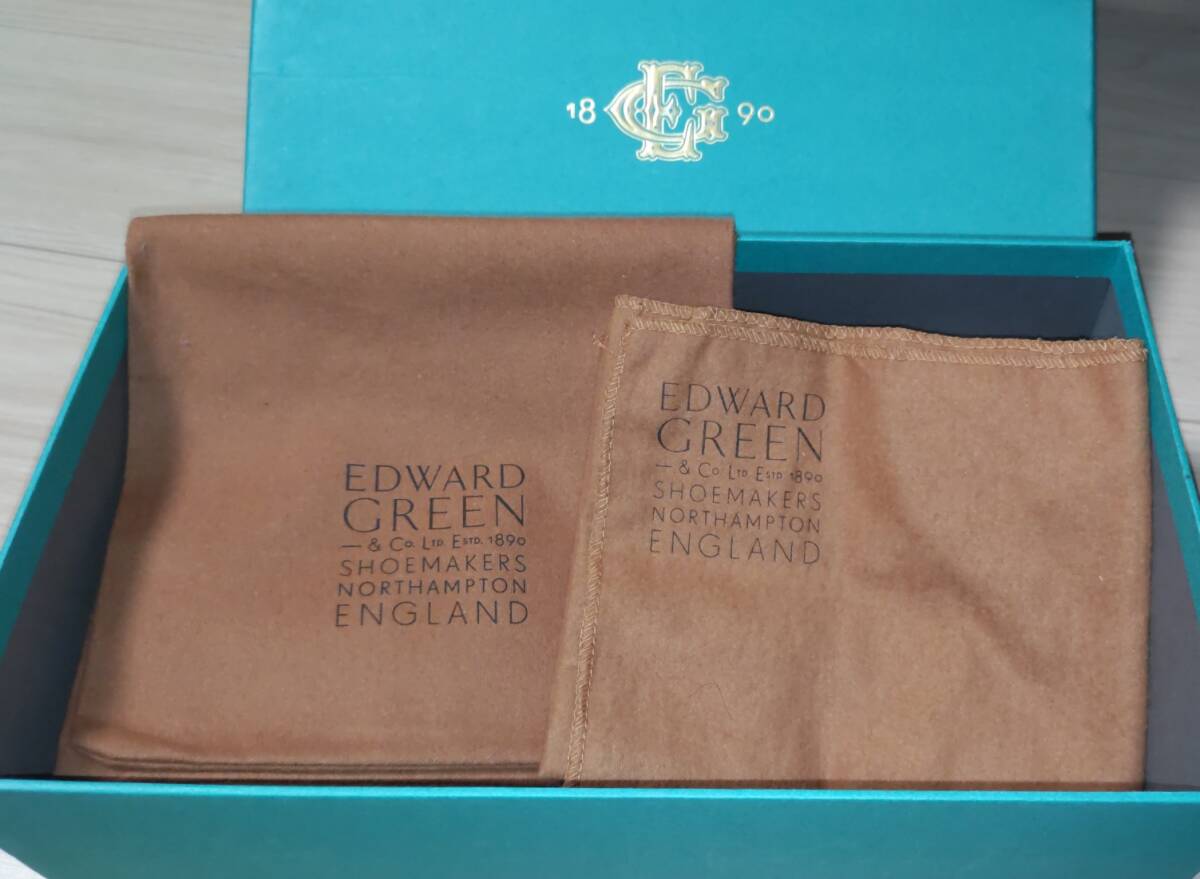 18 EG 90
EDWARD
GREEN
— & Co. LTD. ESTD. 1890
SHOEMAKERS
NORTHAMPTON
ENGLAND
EDWARD
GREEN
— & Co. LTD. ESTD. 1890
SHOEMAKERS
NORTHAMPTON
ENGLAND